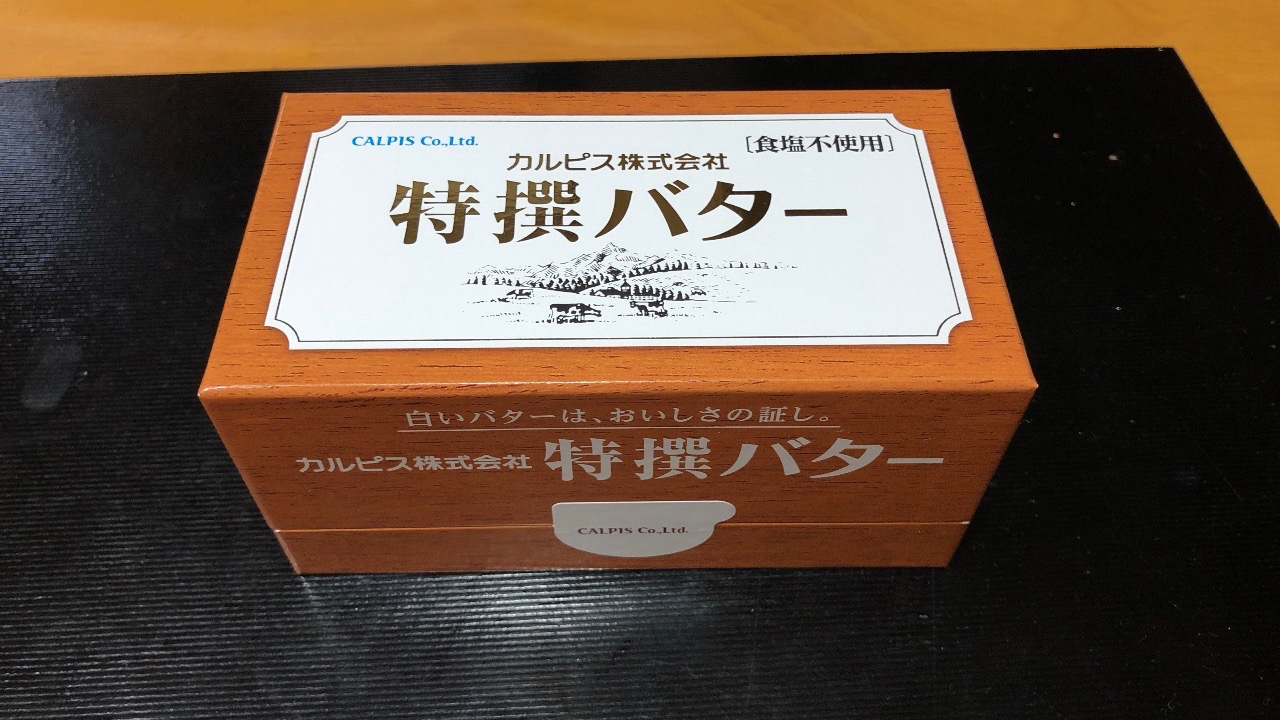 CALPIS Co.,Ltd.
[食塩不使用]
カルピス株式会社
特撰バター
白いバターは、おいしさの証し。
カルピス株式会社 特撰バター
CALPIS Co.,Ltd.